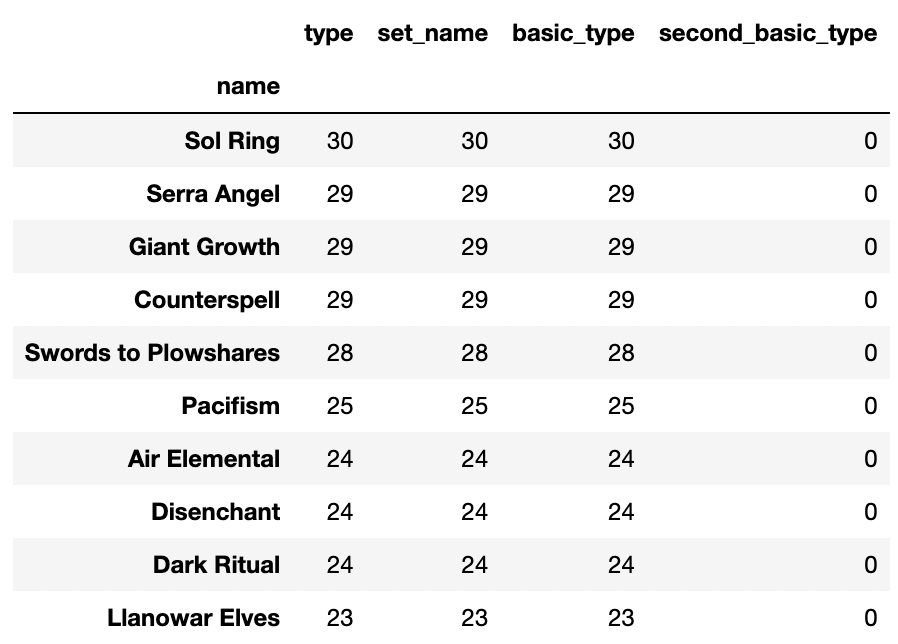 type set_name basic_type second_basic_type
name
Sol Ring 30 30 30 0
Serra Angel 29 29 29 0
Giant Growth 29 29 29 0
Counterspell 29 29 29 0
Swords to Plowshares 28 28 28 0
Pacifism 25 25 25 0
Air Elemental 24 24 24 0
Disenchant 24 24 24 0
Dark Ritual 24 24 24 0
Llanowar Elves 23 23 23 0